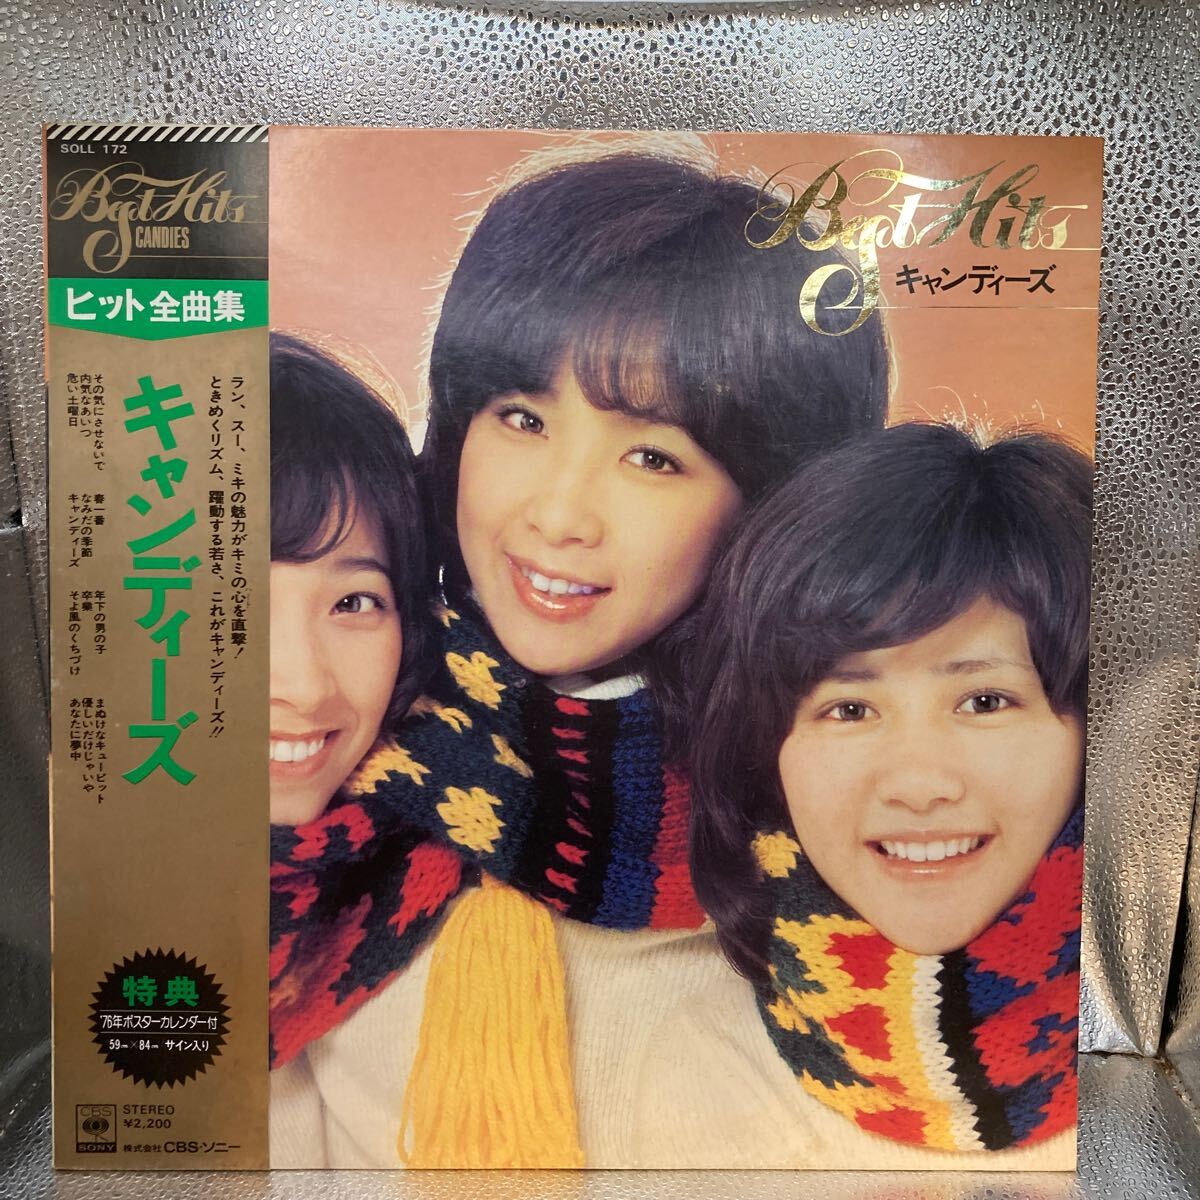 SOLL 172
Best Hits
CANDIES
ヒット全曲集
キャンディーズ
ラン、スー、ミキの魅力がキミの心を直撃!
ときめくリズム、躍動する若さ、これがキャンディーズ!!
その気にさせないで
内気なあいつ
危い土曜日
春一番
なみだの季節
キャンディーズ
年下の男の子
卒業
そよ風のくちづけ
まぬけなキューピット
優しいだけじゃいや
あなたに夢中
特典
'76年ポスターカレンダー付
59cm×84cm サイン入り
CBS
SONY
STEREO
¥2,200
株式会社 CBS・ソニー
Best Hits
キャンディーズ